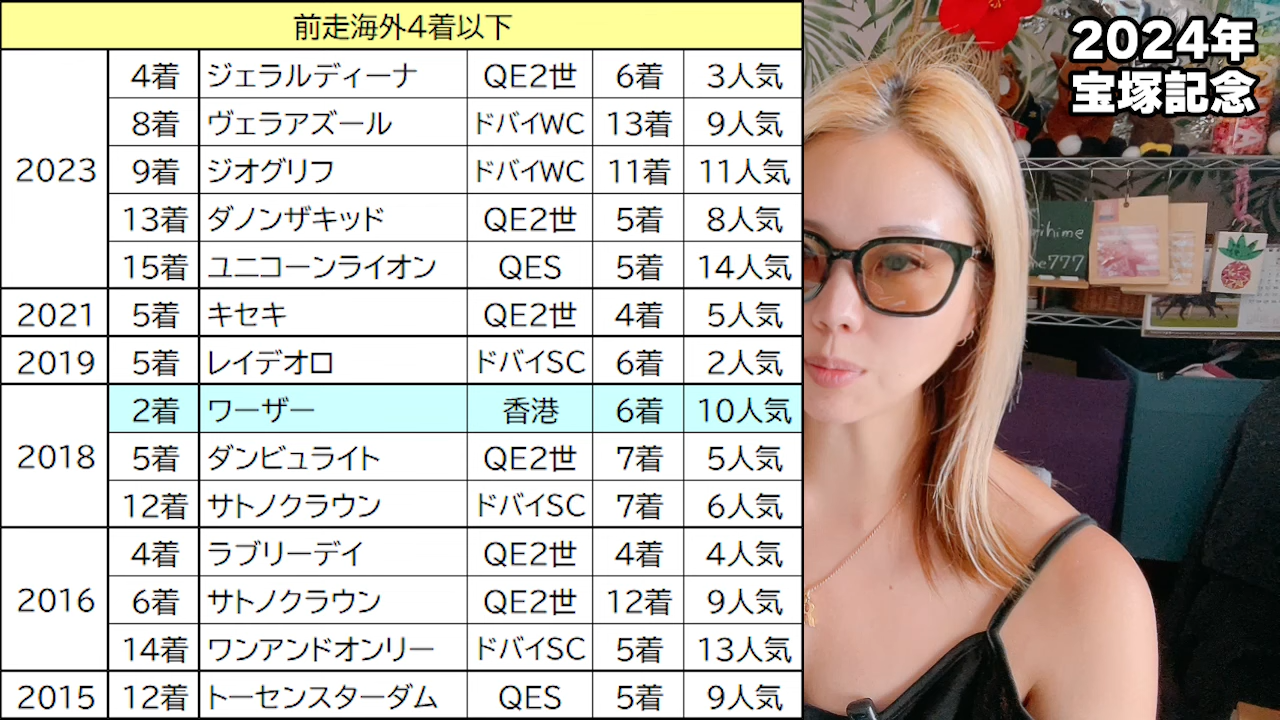 前走海外4着以下
2023
4着 ジェラルディーナ QE2世 6着 3人気
8着 ヴェラアズール ドバイWC 13着 9人気
9着 ジオグリフ ドバイWC 11着 11人気
13着 ダノンザキッド QE2世 5着 8人気
15着 ユニコーンライオン QES 5着 14人気
2021 5着 キセキ QE2世 4着 5人気
2019 5着 レイデオロ ドバイSC 6着 2人気
2018
2着 ワーザー 香港 6着 10人気
5着 ダンビュライト QE2世 7着 5人気
12着 サトノクラウン ドバイSC 7着 6人気
2016
4着 ラブリーデイ QE2世 4着 4人気
6着 サトノクラウン QE2世 12着 9人気
14着 ワンアンドオンリー ドバイSC 5着 13人気
2015 12着 トーセンスターダム QES 5着 9人気
2024年
宝塚記念
rihime
me777